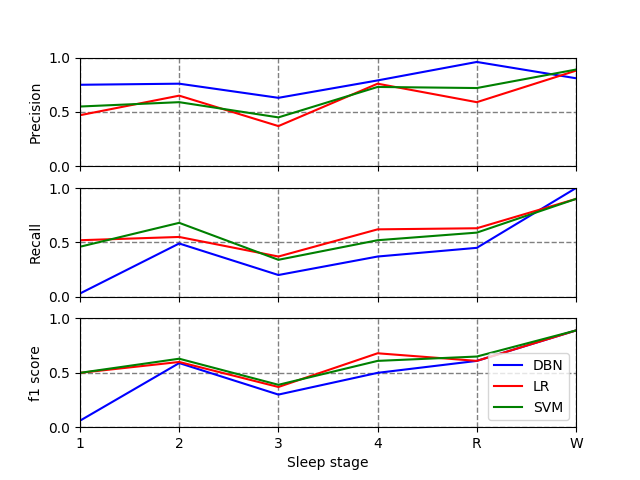 1.0
Precision
0.5
0.0
1.0
Recall
0.5
0.0
1.0
f1 score
0.5
0.0
DBN
LR
SVM
1 2 3 4 R W
Sleep stage